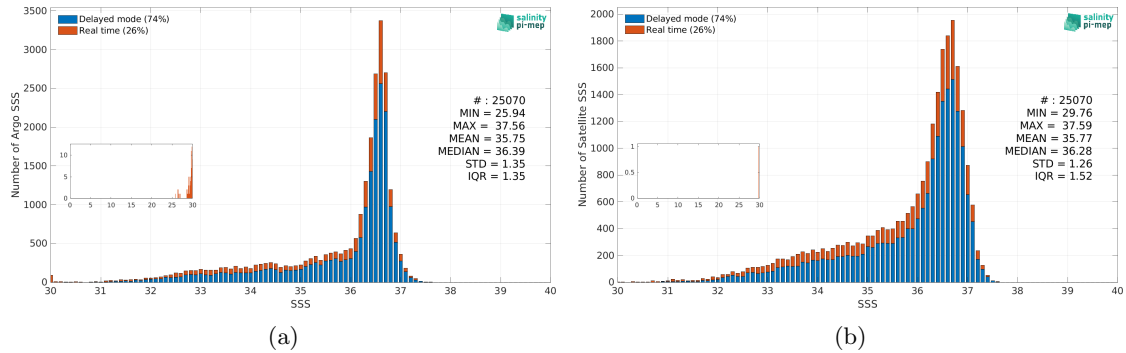 Delayed mode (74%)
Real time (26%)
salinity
pi-mep
Number of Argo SSS
3500
3000
2500
2000
1500
1000
500
0
# : 25070
MIN = 25.94
MAX = 37.56
MEAN = 35.75
MEDIAN = 36.39
STD = 1.35
IQR = 1.35
10
5
0
0 5 10 15 20 25 30
30 31 32 33 34 35 36 37 38 39 40
SSS
(a)
Delayed mode (74%)
Real time (26%)
salinity
pi-mep
Number of Satellite SSS
2000
1800
1600
1400
1200
1000
800
600
400
200
0
# : 25070
MIN = 29.76
MAX = 37.59
MEAN = 35.77
MEDIAN = 36.28
STD = 1.26
IQR = 1.52
1
0.5
0
0 5 10 15 20 25 30
30 31 32 33 34 35 36 37 38 39 40
SSS
(b)